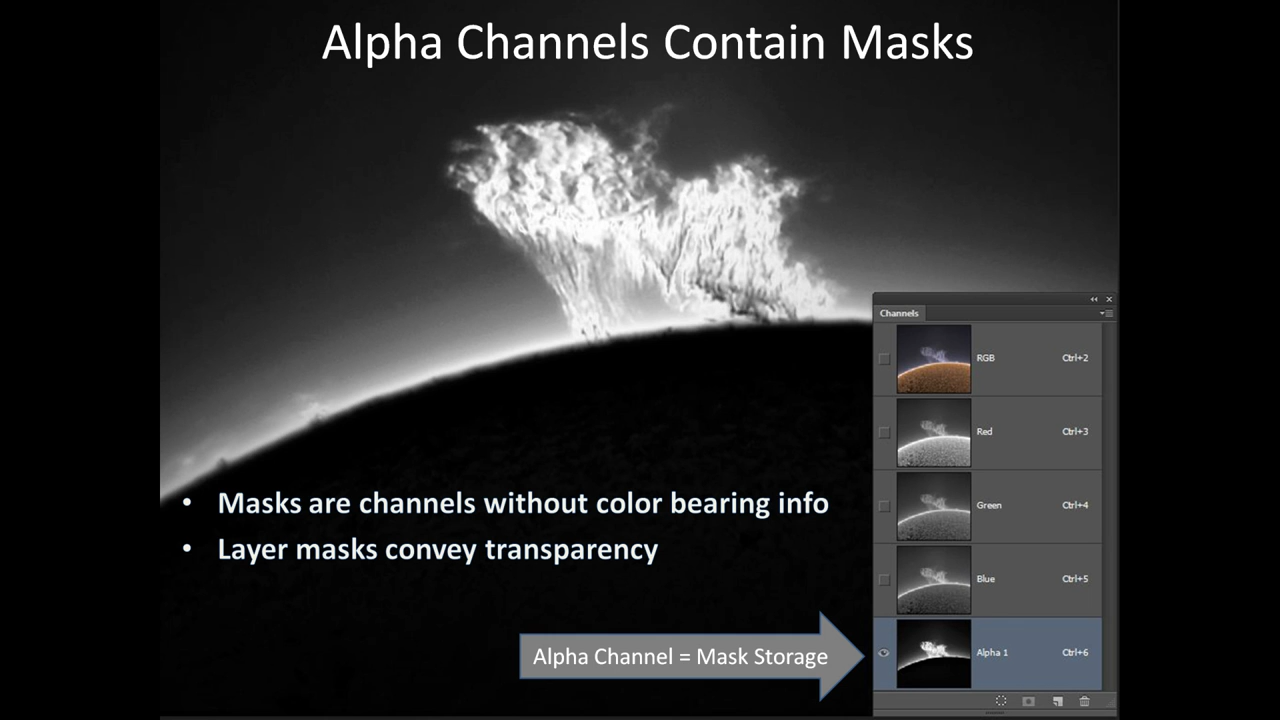 Alpha Channels Contain Masks
• Masks are channels without color bearing info
• Layer masks convey transparency
Alpha Channel = Mask Storage
Channels
RGB Ctrl+2
Red Ctrl+3
Green Ctrl+4
Blue Ctrl+5
Alpha 1 Ctrl+6